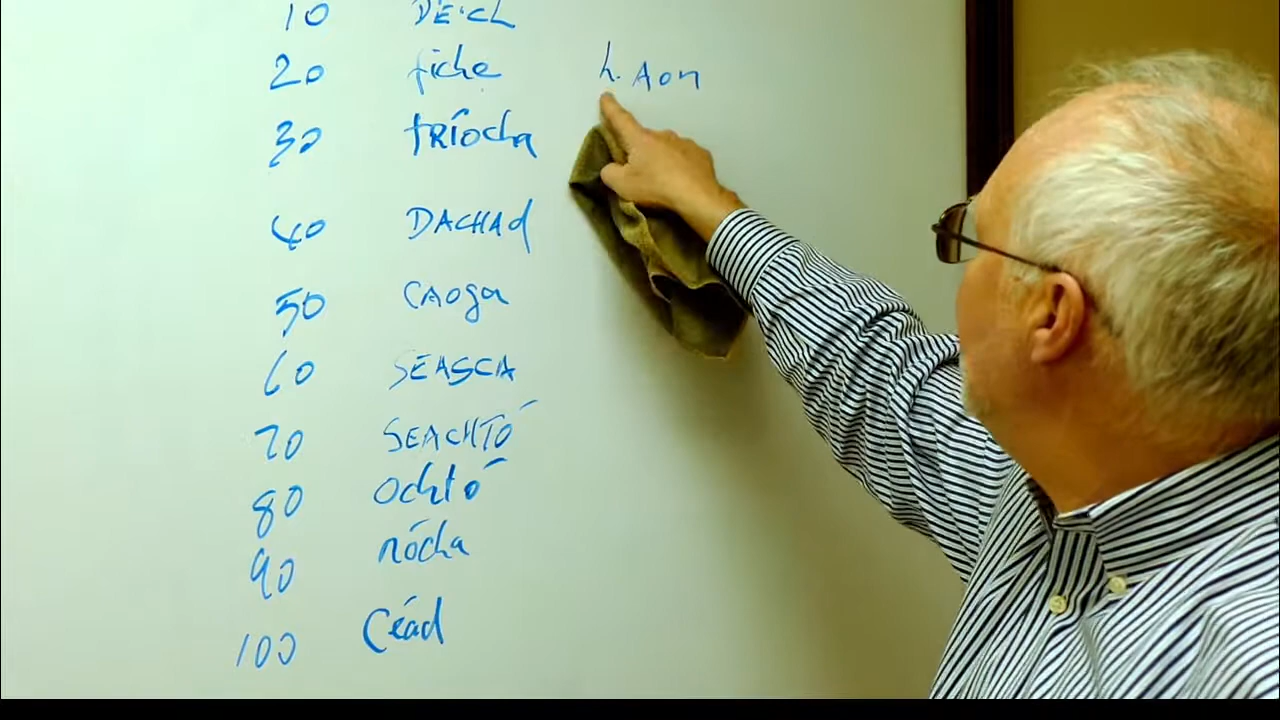 10 DEICH
20 fiche h. Aon
30 tRíocha
40 DACHAd
50 CAOga
60 SEASCA
70 SEACHTÓ
80 Ochtó
90 nócha
100 Céad